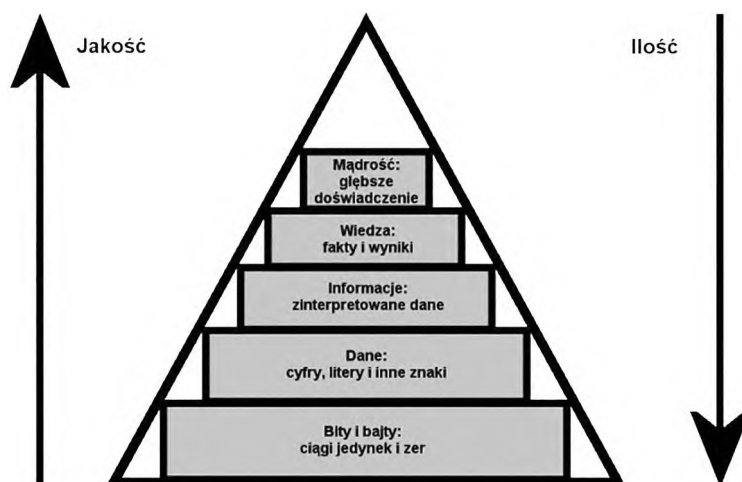 Jakość
Ilość
Mądrość:
głębsze
doświadczenie
Wiedza:
fakty i wyniki
Informacje:
zinterpretowane dane
Dane:
cyfry, litery i inne znaki
Bity i bajty:
ciągi jedynek i zer